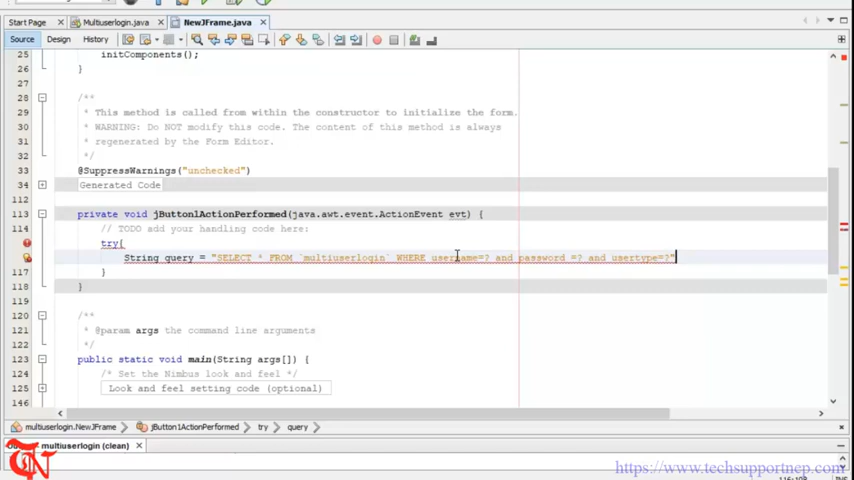 Start Page Multiuserlogin.java NewJFrame.java
Source Design History
25 initComponents();
26 }
27
28 /**
29 * This method is called from within the constructor to initialize the form.
30 * WARNING: Do NOT modify this code. The content of this method is always
31 * regenerated by the Form Editor.
32 */
33 @SuppressWarnings("unchecked")
34 Generated Code
113 private void jButton1ActionPerformed(java.awt.event.ActionEvent evt) {
114 // TODO add your handling code here:
try{
String query = "SELECT * FROM `multiuserlogin` WHERE username=? and password =? and usertype=?"
117 }
118 }
119
120 /**
121 * @param args the command line arguments
122 */
123 public static void main(String args[]) {
124 /* Set the Nimbus look and feel */
125 Look and feel setting code (optional)
146
multiuserlogin.NewJFrame jButton1ActionPerformed try query
multiuserlogin (clean)
https://www.techsupportnep.com
INS